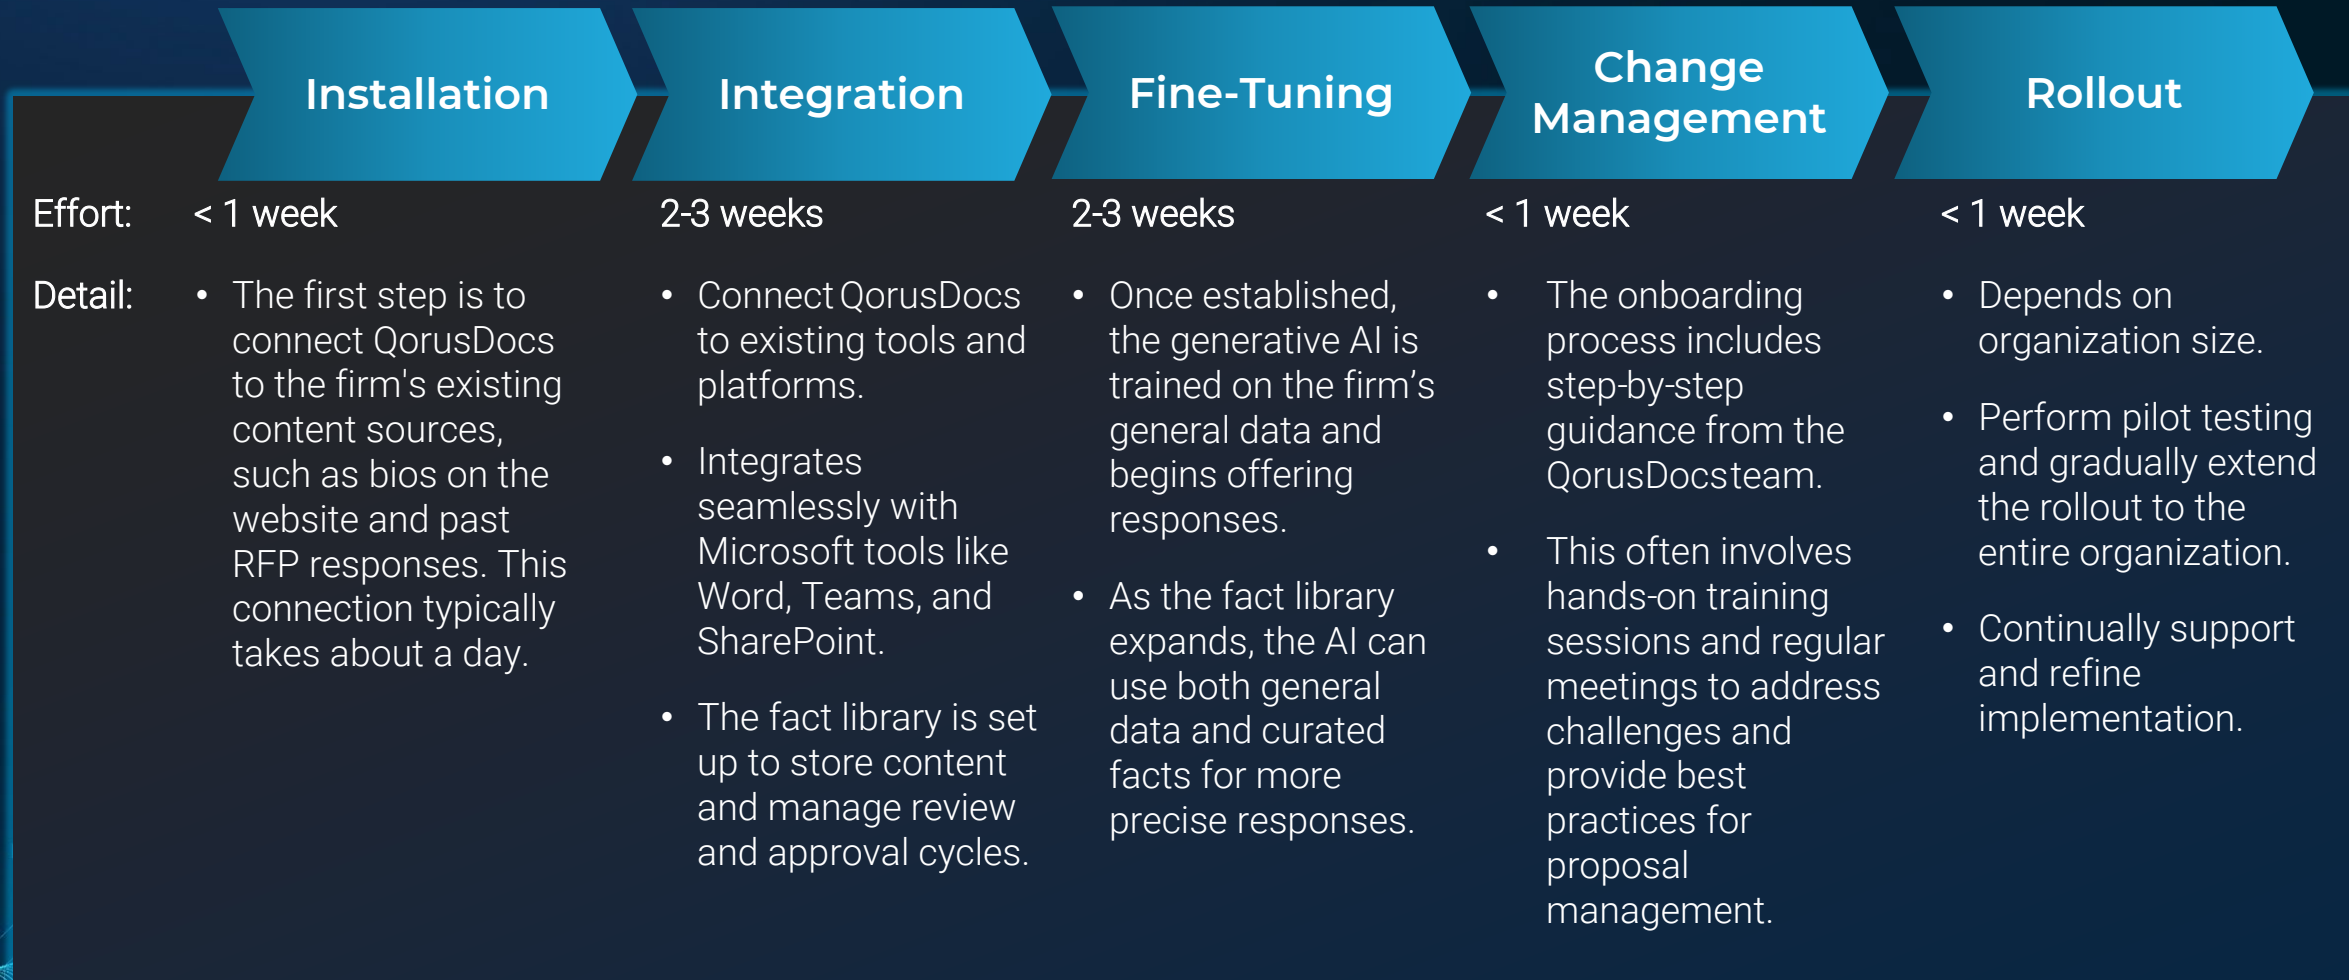 Installation
Integration
Fine-Tuning
Change
Management
Rollout
Effort:
< 1 week
2-3 weeks
2-3 weeks
< 1 week
< 1 week
Detail:
• The first step is to
connect QorusDocs
to the firm's existing
content sources,
such as bios on the
website and past
RFP responses. This
connection typically
takes about a day.
• Connect QorusDocs
to existing tools and
platforms.
• Integrates
seamlessly with
Microsoft tools like
Word, Teams, and
SharePoint.
• The fact library is set
up to store content
and manage review
and approval cycles.
• Once established,
the generative AI is
trained on the firm’s
general data and
begins offering
responses.
• As the fact library
expands, the AI can
use both general
data and curated
facts for more
precise responses.
• The onboarding
process includes
step-by-step
guidance from the
QorusDocsteam.
• This often involves
hands-on training
sessions and regular
meetings to address
challenges and
provide best
practices for
proposal
management.
• Depends on
organization size.
• Perform pilot testing
and gradually extend
the rollout to the
entire organization.
• Continually support
and refine
implementation.